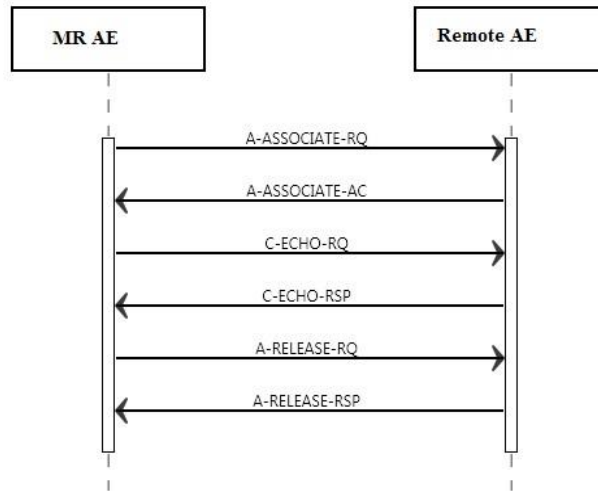 MR AE
Remote AE
A-ASSOCIATE-RQ
A-ASSOCIATE-AC
C-ECHO-RQ
C-ECHO-RSP
A-RELEASE-RQ
A-RELEASE-RSP